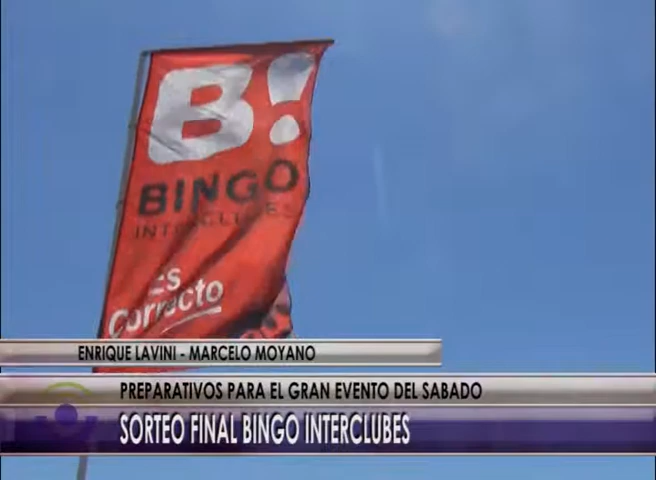 B!
BINGO
INTERCLUBES
Es
Correcto
ENRIQUE LAVINI - MARCELO MOYANO
PREPARATIVOS PARA EL GRAN EVENTO DEL SABADO
SORTEO FINAL BINGO INTERCLUBES